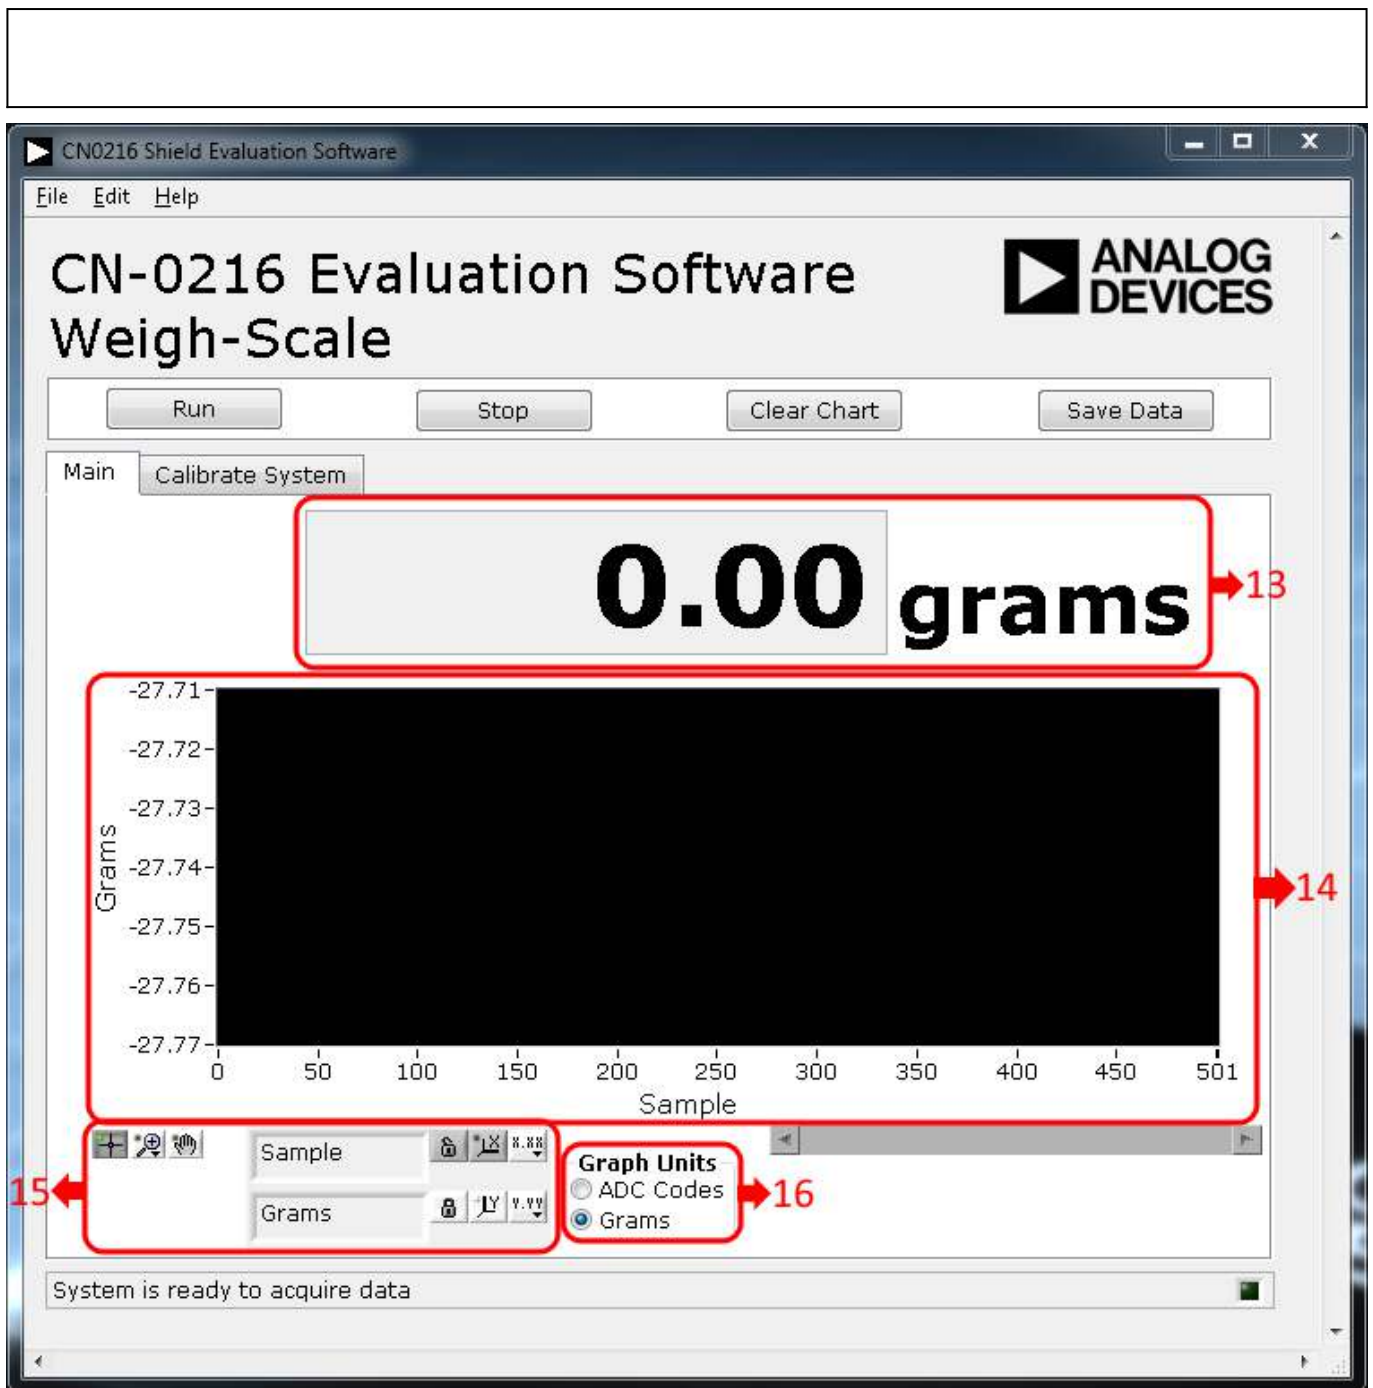 CN0216 Shield Evaluation Software
File Edit Help
CN-0216 Evaluation Software
Weigh-Scale
ANALOG
DEVICES
Run Stop Clear Chart Save Data
Main Calibrate System
0.00 grams
13
-27.71
-27.72
-27.73
-27.74
-27.75
-27.76
-27.77
Grams
14
0 50 100 150 200 250 300 350 400 450 501
Sample
15
Sample X X.XX
Grams Y Y.YY
Graph Units
ADC Codes
Grams
16
System is ready to acquire data